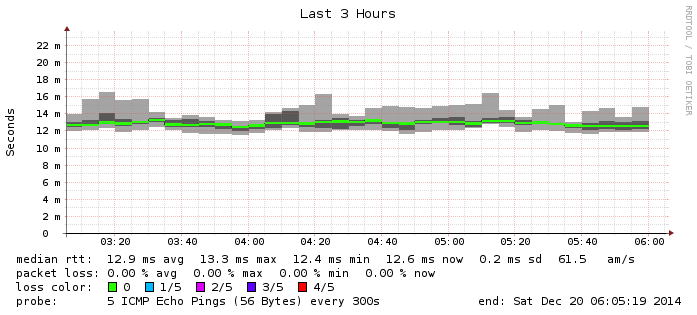 Last 3 Hours
RRDTOOL / TOBI OETIKER
Seconds
22 m
20 m
18 m
16 m
14 m
12 m
10 m
8 m
6 m
4 m
2 m
0
03:20 03:40 04:00 04:20 04:40 05:00 05:20 05:40 06:00
median rtt: 12.9 ms avg 13.3 ms max 12.4 ms min 12.6 ms now 0.2 ms sd 61.5 am/s
packet loss: 0.00 % avg 0.00 % max 0.00 % min 0.00 % now
loss color: 0 1/5 2/5 3/5 4/5
probe: 5 ICMP Echo Pings (56 Bytes) every 300s end: Sat Dec 20 06:05:19 2014